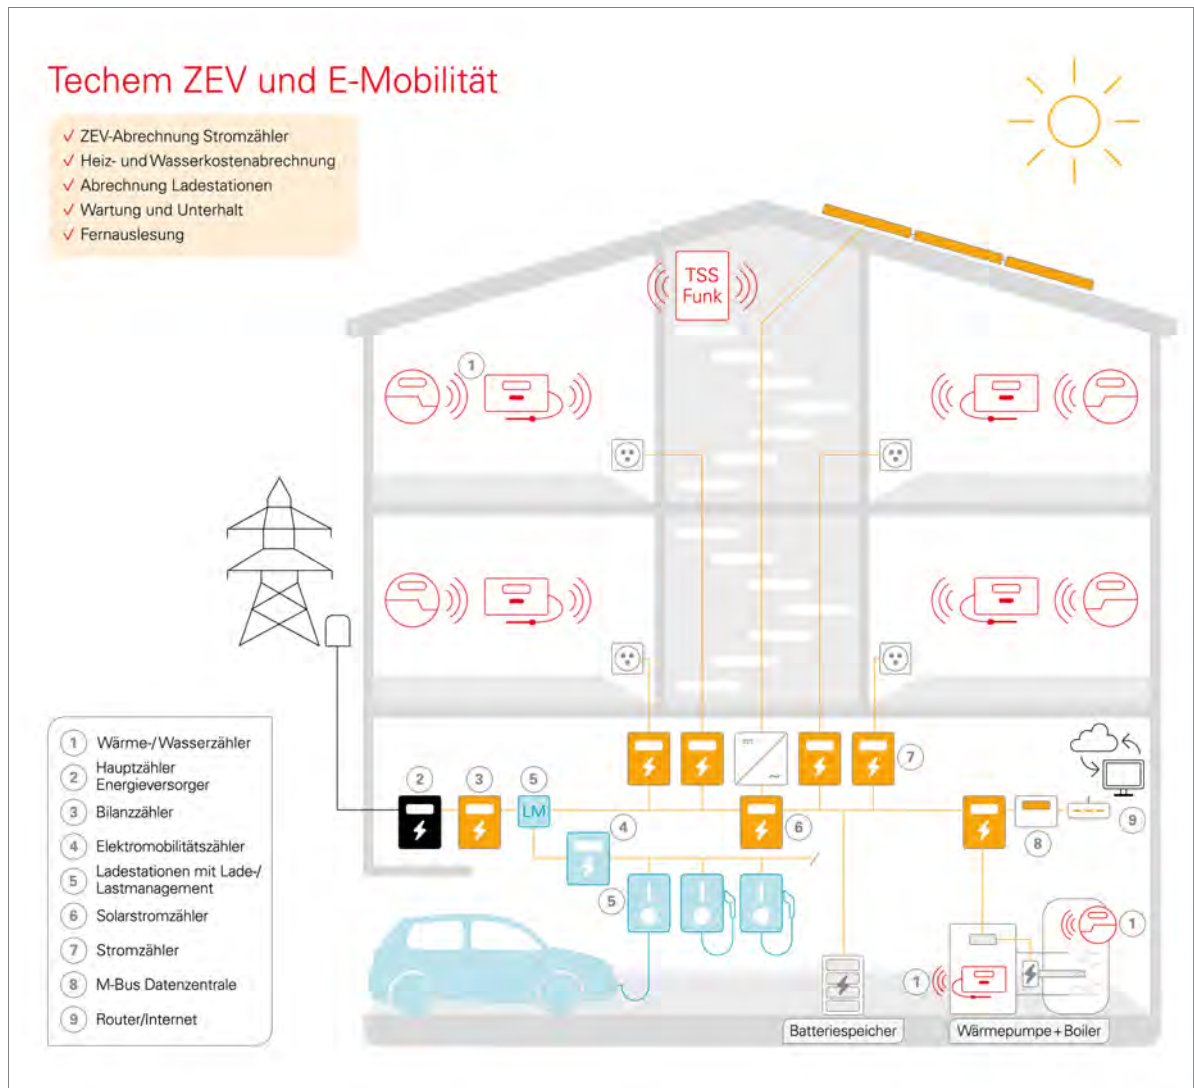 Techem ZEV und E-Mobilität
✓ ZEV-Abrechnung Stromzähler
✓ Heiz- und Wasserkostenabrechnung
✓ Abrechnung Ladestationen
✓ Wartung und Unterhalt
✓ Fernauslesung
TSS
Funk
1
2
3
5
LM
4
5
6
7
8
9
1
1
Batteriespeicher
Wärmepumpe + Boiler
1 Wärme-/Wasserzähler
2 Hauptzähler
Energieversorger
3 Bilanzzähler
4 Elektromobilitätszähler
5 Ladestationen mit Lade-/
Lastmanagement
6 Solarstromzähler
7 Stromzähler
8 M-Bus Datenzentrale
9 Router/Internet